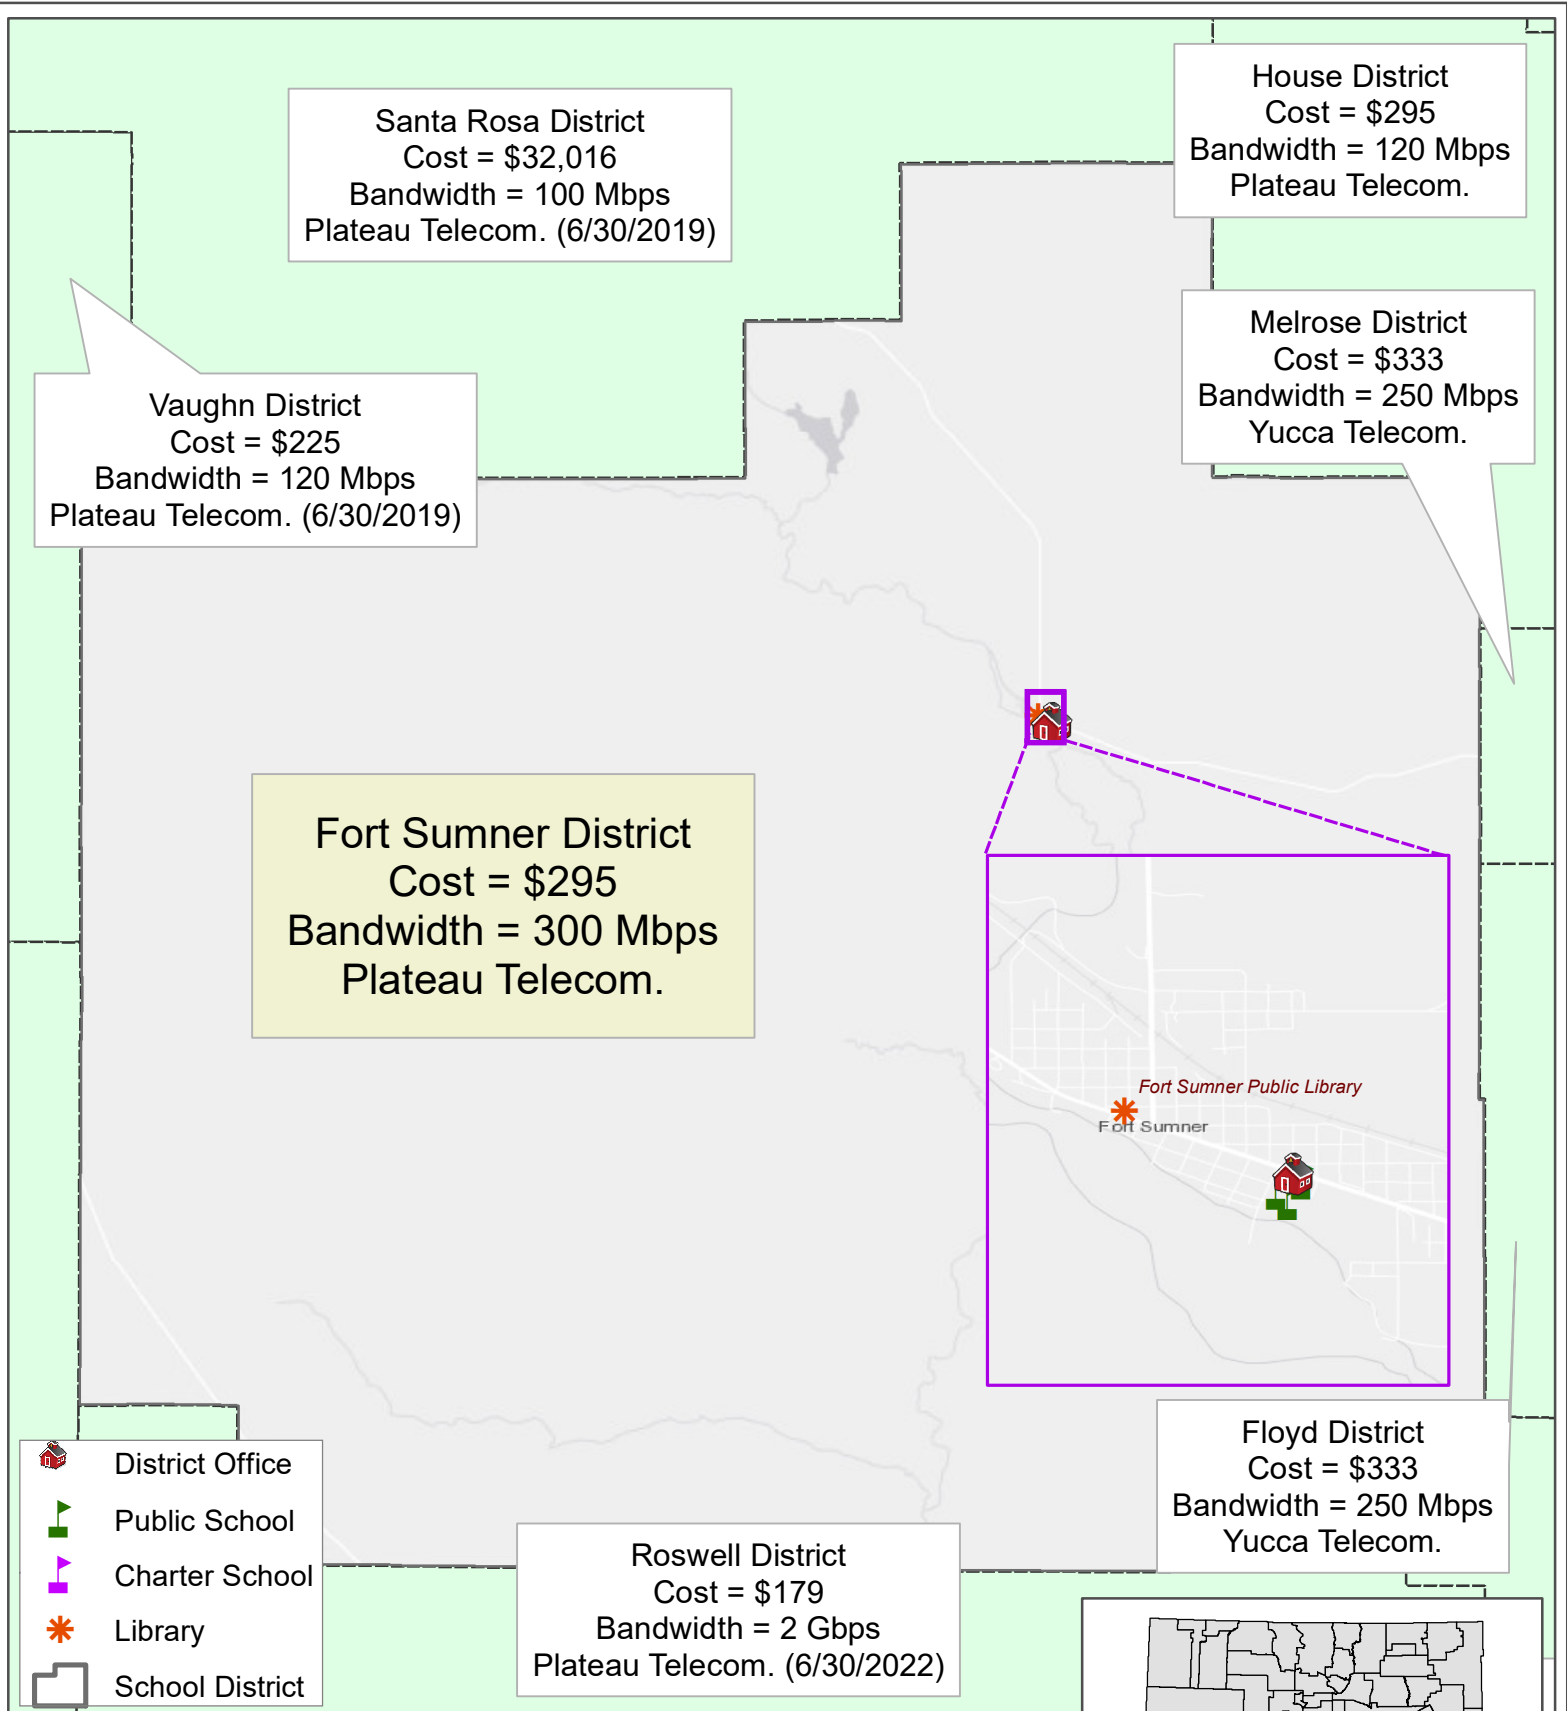 Santa Rosa District
Cost = $32,016
Bandwidth = 100 Mbps
Plateau Telecom. (6/30/2019)
House District
Cost = $295
Bandwidth = 120 Mbps
Plateau Telecom.
Vaughn District
Cost = $225
Bandwidth = 120 Mbps
Plateau Telecom. (6/30/2019)
Melrose District
Cost = $333
Bandwidth = 250 Mbps
Yucca Telecom.
Fort Sumner District
Cost = $295
Bandwidth = 300 Mbps
Plateau Telecom.
Fort Sumner Public Library
Fort Sumner
Floyd District
Cost = $333
Bandwidth = 250 Mbps
Yucca Telecom.
Roswell District
Cost = $179
Bandwidth = 2 Gbps
Plateau Telecom. (6/30/2022)
District Office
Public School
Charter School
Library
School District